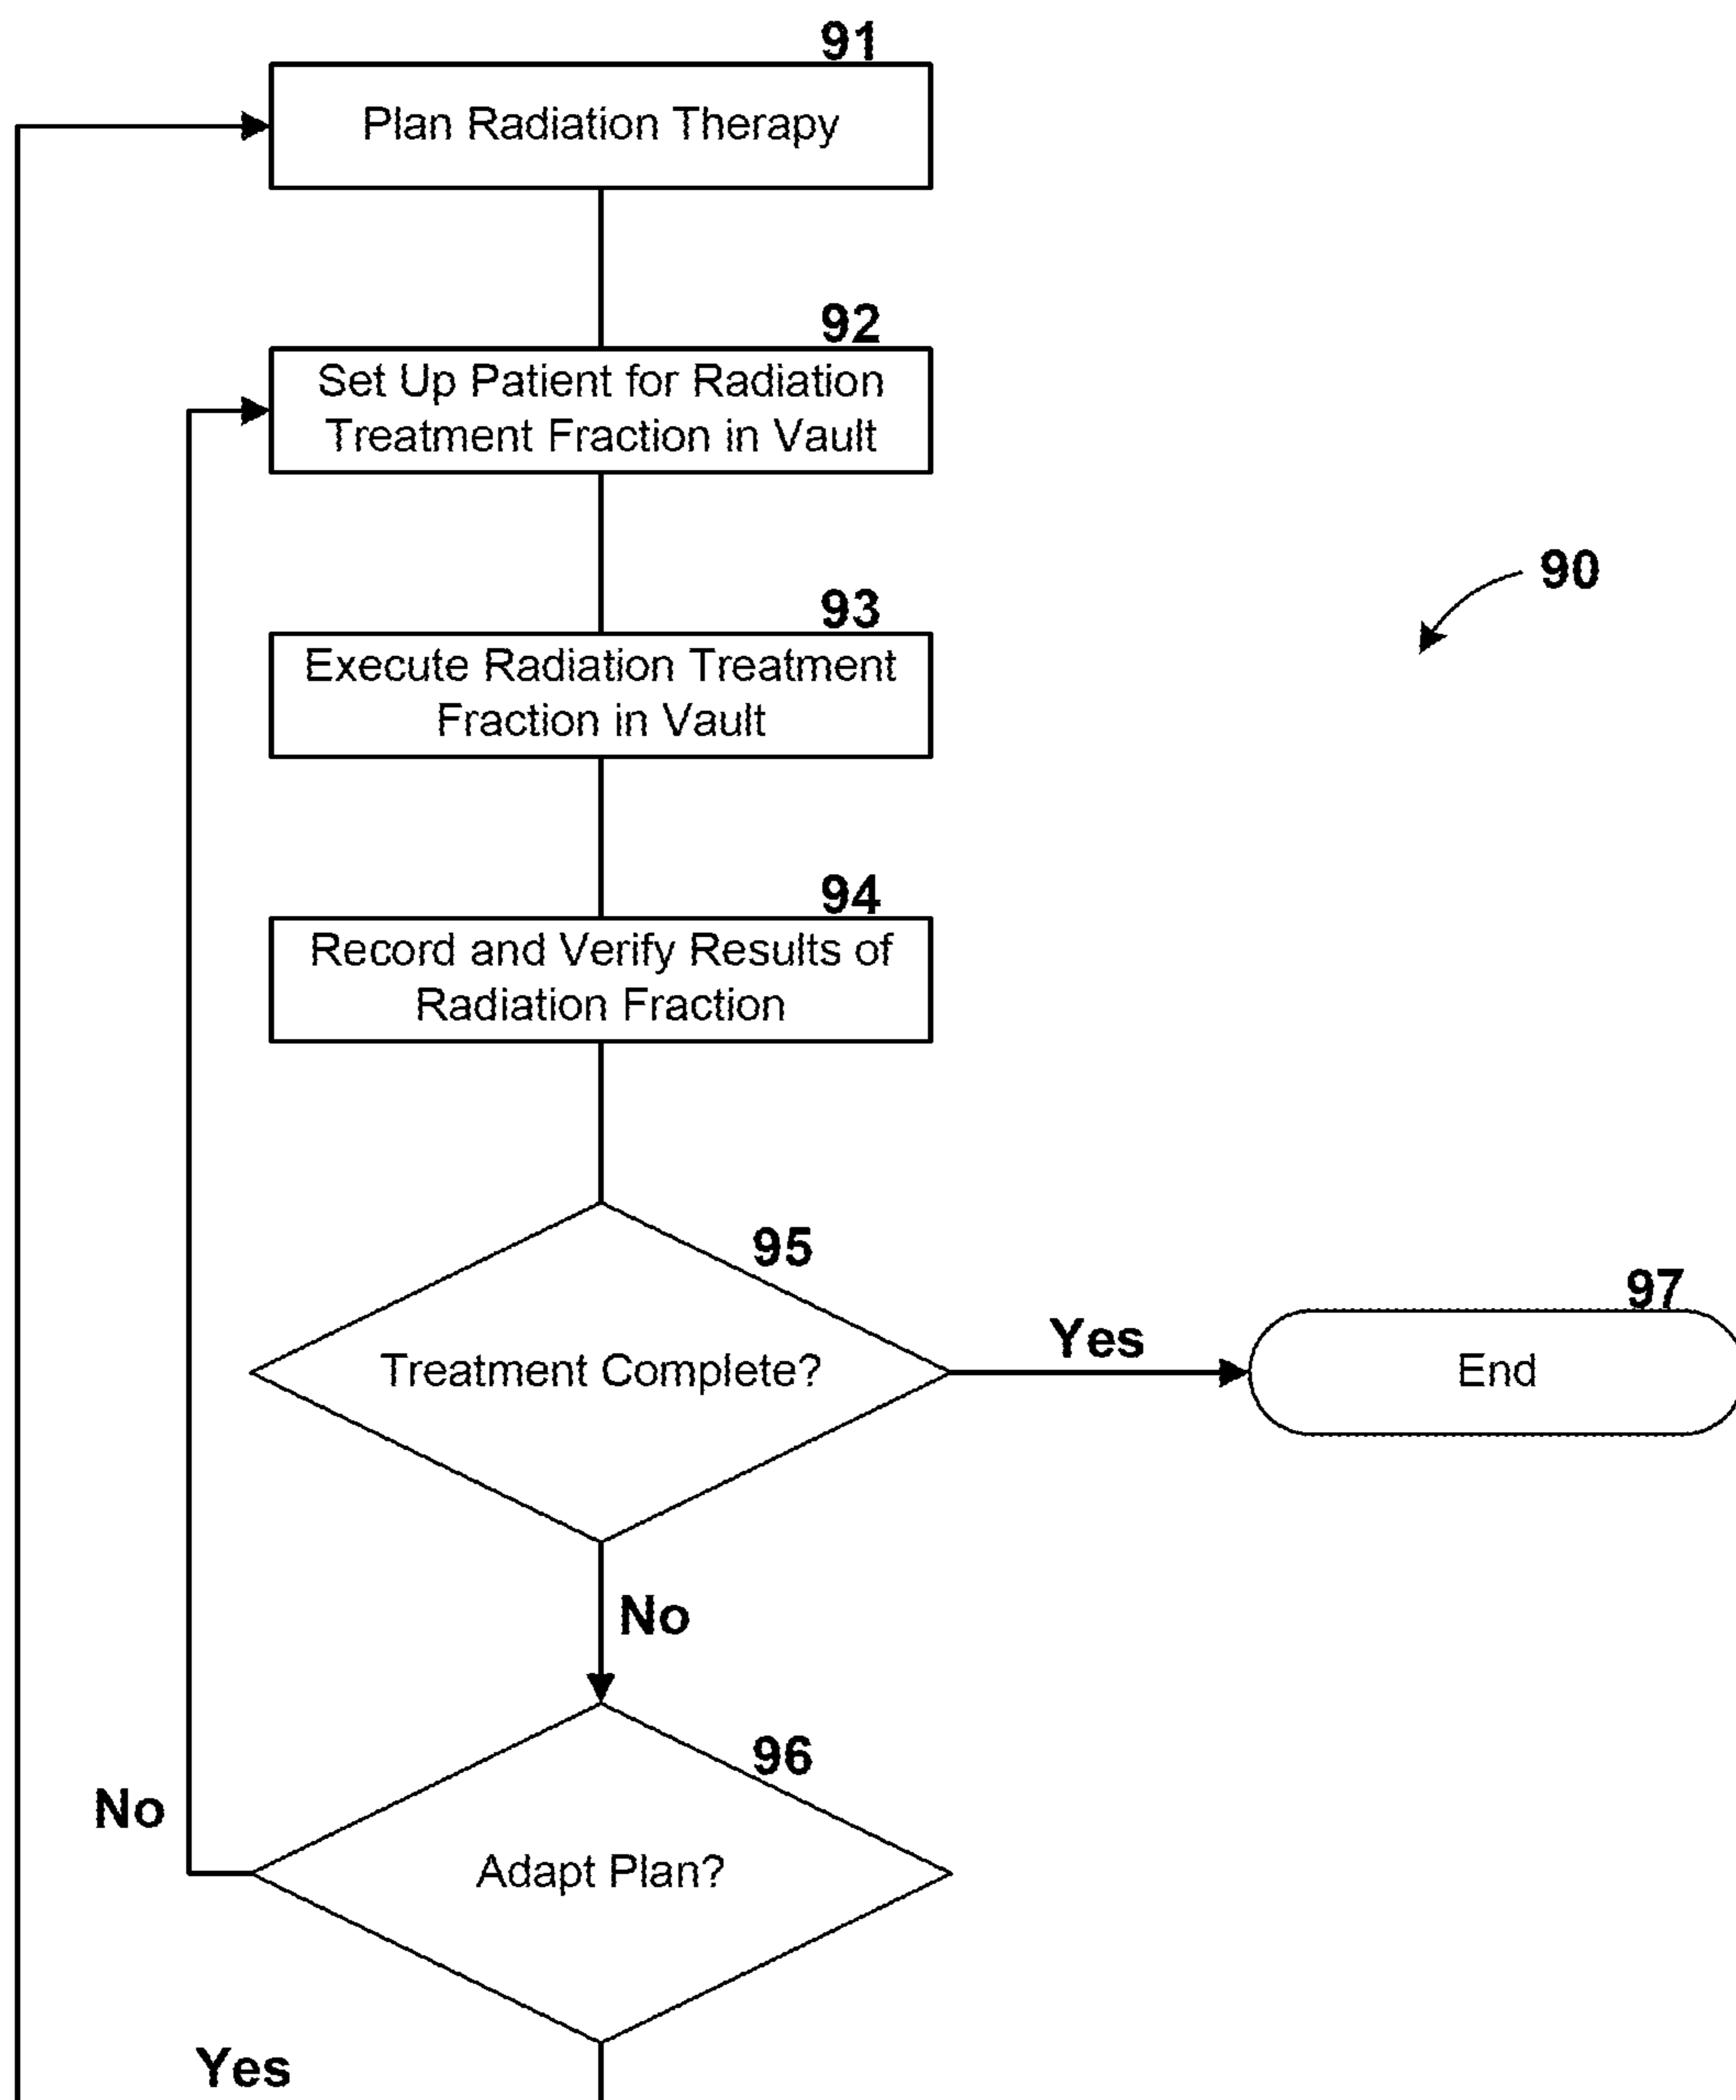 91
Plan Radiation Therapy
92
Set Up Patient for Radiation
Treatment Fraction in Vault
90
93
Execute Radiation Treatment
Fraction in Vault
94
Record and Verify Results of
Radiation Fraction
95
Treatment Complete?
Yes
97
End
No
96
Adapt Plan?
No
Yes